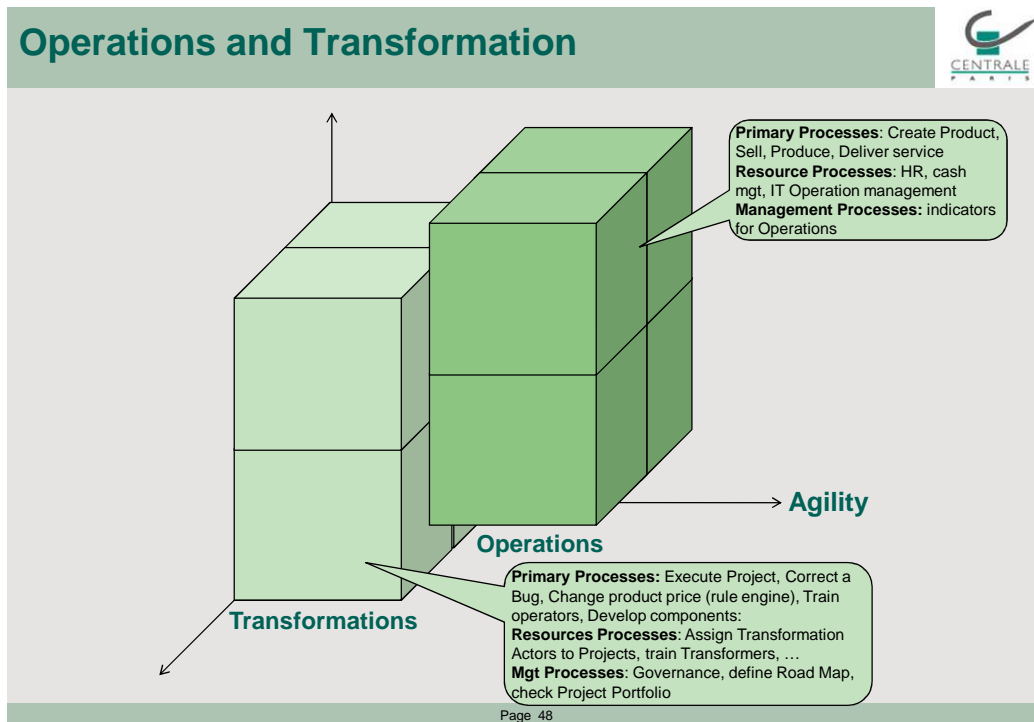 Operations and Transformation
CENTRALE
PARIS
Primary Processes: Create Product,
Sell, Produce, Deliver service
Resource Processes: HR, cash
mgt, IT Operation management
Management Processes: indicators
for Operations
Agility
Operations
Transformations
Primary Processes: Execute Project, Correct a
Bug, Change product price (rule engine), Train
operators, Develop components:
Resources Processes: Assign Transformation
Actors to Projects, train Transformers, …
Mgt Processes: Governance, define Road Map,
check Project Portfolio
Page 48